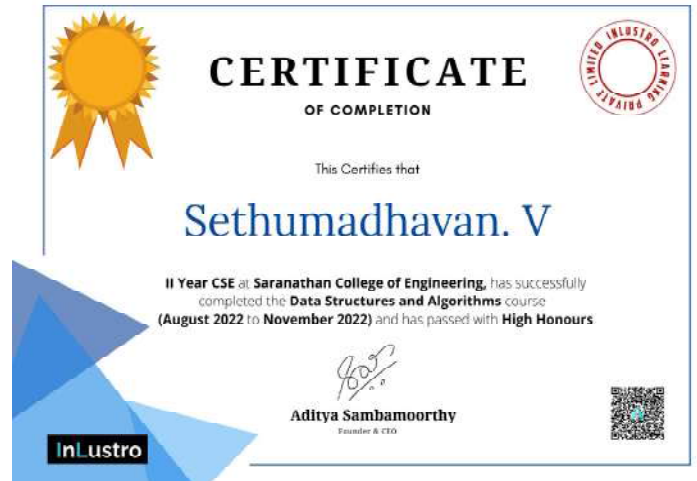 CERTIFICATE
OF COMPLETION
INLUSTRO LEARNING PRIVATE LIMITED
This Certifies that
Sethumadhavan. V
II Year CSE at Saranathan College of Engineering, has successfully
completed the Data Structures and Algorithms course
(August 2022 to November 2022) and has passed with High Honours
Aditya Sambamoorthy
Founder & CEO
InLustro